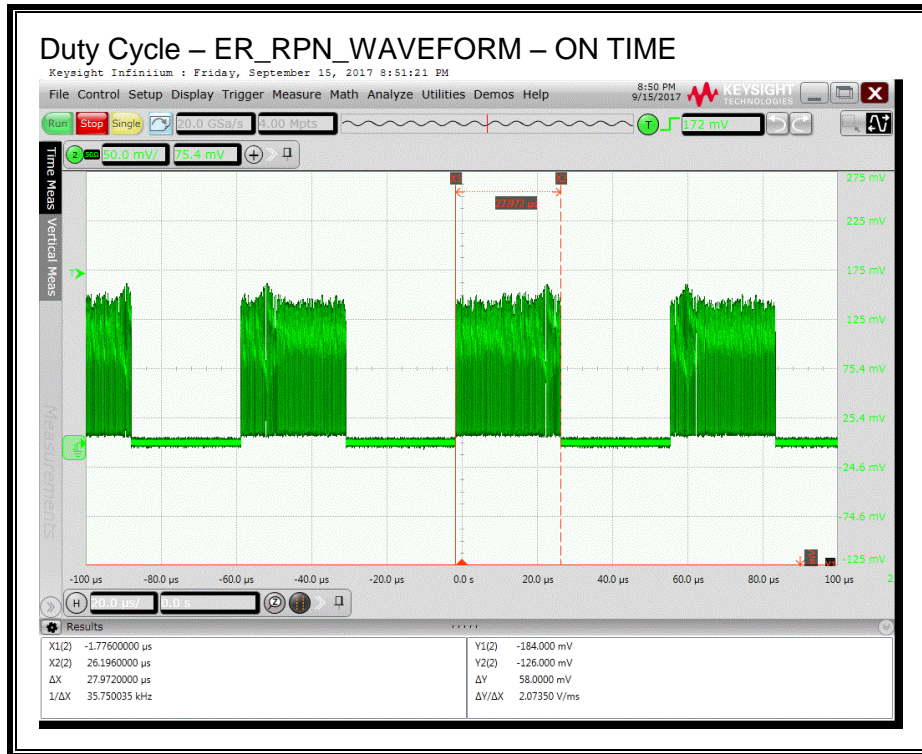 Duty Cycle – ER_RPN_WAVEFORM – ON TIME
Keysight Infiniium : Friday, September 15, 2017 8:51:21 PM
File Control Setup Display Trigger Measure Math Analyze Utilities Demos Help
8:50 PM
9/15/2017
KEYSIGHT
TECHNOLOGIES
Run Stop Single 20.0 GSa/s 4.00 Mpts T 172 mV
2 50Ω 50.0 mV/ 75.4 mV
Time Meas
Vertical Meas
Measurements
X1 X2
27.972 µs
T
275 mV
225 mV
175 mV
125 mV
75.4 mV
25.4 mV
-24.6 mV
-74.6 mV
-125 mV
-100 µs -80.0 µs -60.0 µs -40.0 µs -20.0 µs 0.0 s 20.0 µs 40.0 µs 60.0 µs 80.0 µs 100 µs 2
H 20.0 µs/ 0.0 s Z
Results
X1(2) -1.77600000 µs
X2(2) 26.1960000 µs
ΔX 27.9720000 µs
1/ΔX 35.750035 kHz
Y1(2) -184.000 mV
Y2(2) -126.000 mV
ΔY 58.0000 mV
ΔY/ΔX 2.07350 V/ms